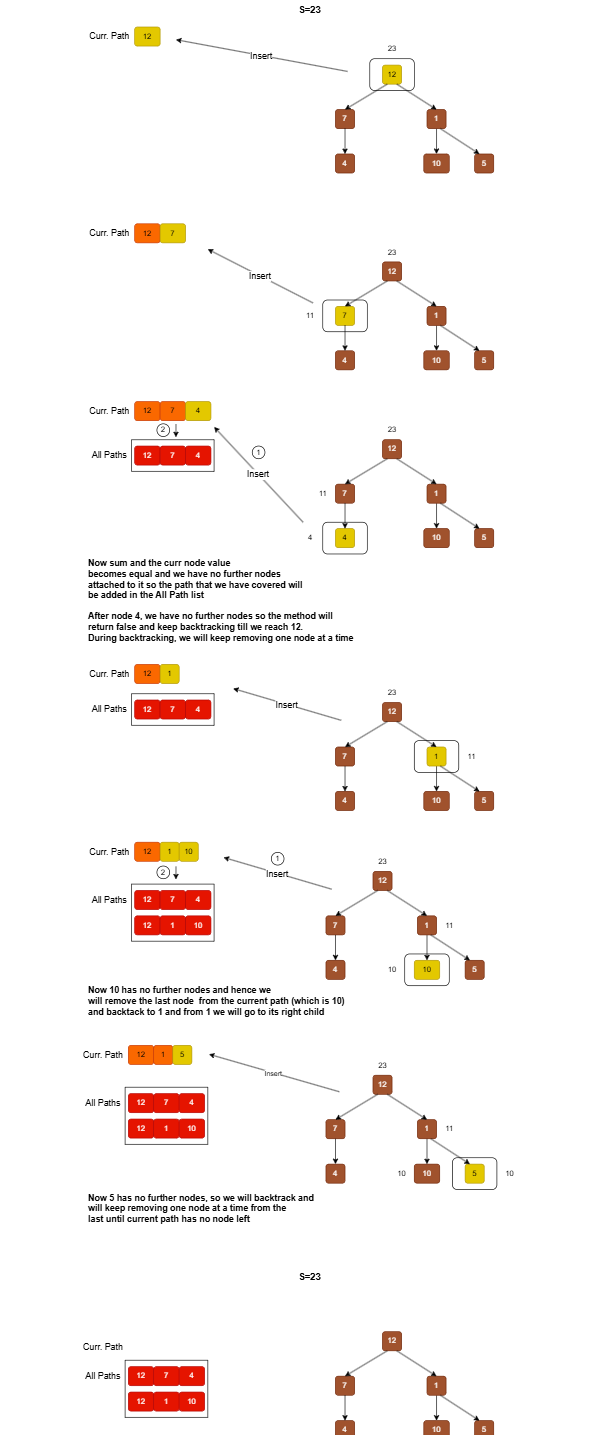 S=23
Curr. Path 12
Insert
23
12
7 1
4 10 5
Curr. Path 12 7
Insert
23
12
11 7 1
4 10 5
Curr. Path 12 7 4
2
All Paths 12 7 4
1
Insert
23
12
11 7 1
4 4 10 5
Now sum and the curr node value
becomes equal and we have no further nodes
attached to it so the path that we have covered will
be added in the All Path list
After node 4, we have no further nodes so the method will
return false and keep backtracking till we reach 12.
During backtracking, we will keep removing one node at a time
Curr. Path 12 1
All Paths 12 7 4
Insert
23
12
7 1 11
4 10 5
Curr. Path 12 1 10
2
All Paths 12 7 4
12 1 10
1
Insert
23
12
7 1 11
4 10 10 5
Now 10 has no further nodes and hence we
will remove the last node from the current path (which is 10)
and backtack to 1 and from 1 we will go to its right child
Curr. Path 12 1 5
All Paths 12 7 4
12 1 10
Insert
23
12
7 1 11
4 10 10 5 10
Now 5 has no further nodes, so we will backtrack and
will keep removing one node at a time from the
last until current path has no node left
S=23
Curr. Path
All Paths 12 7 4
12 1 10
12
7 1
4 10 5